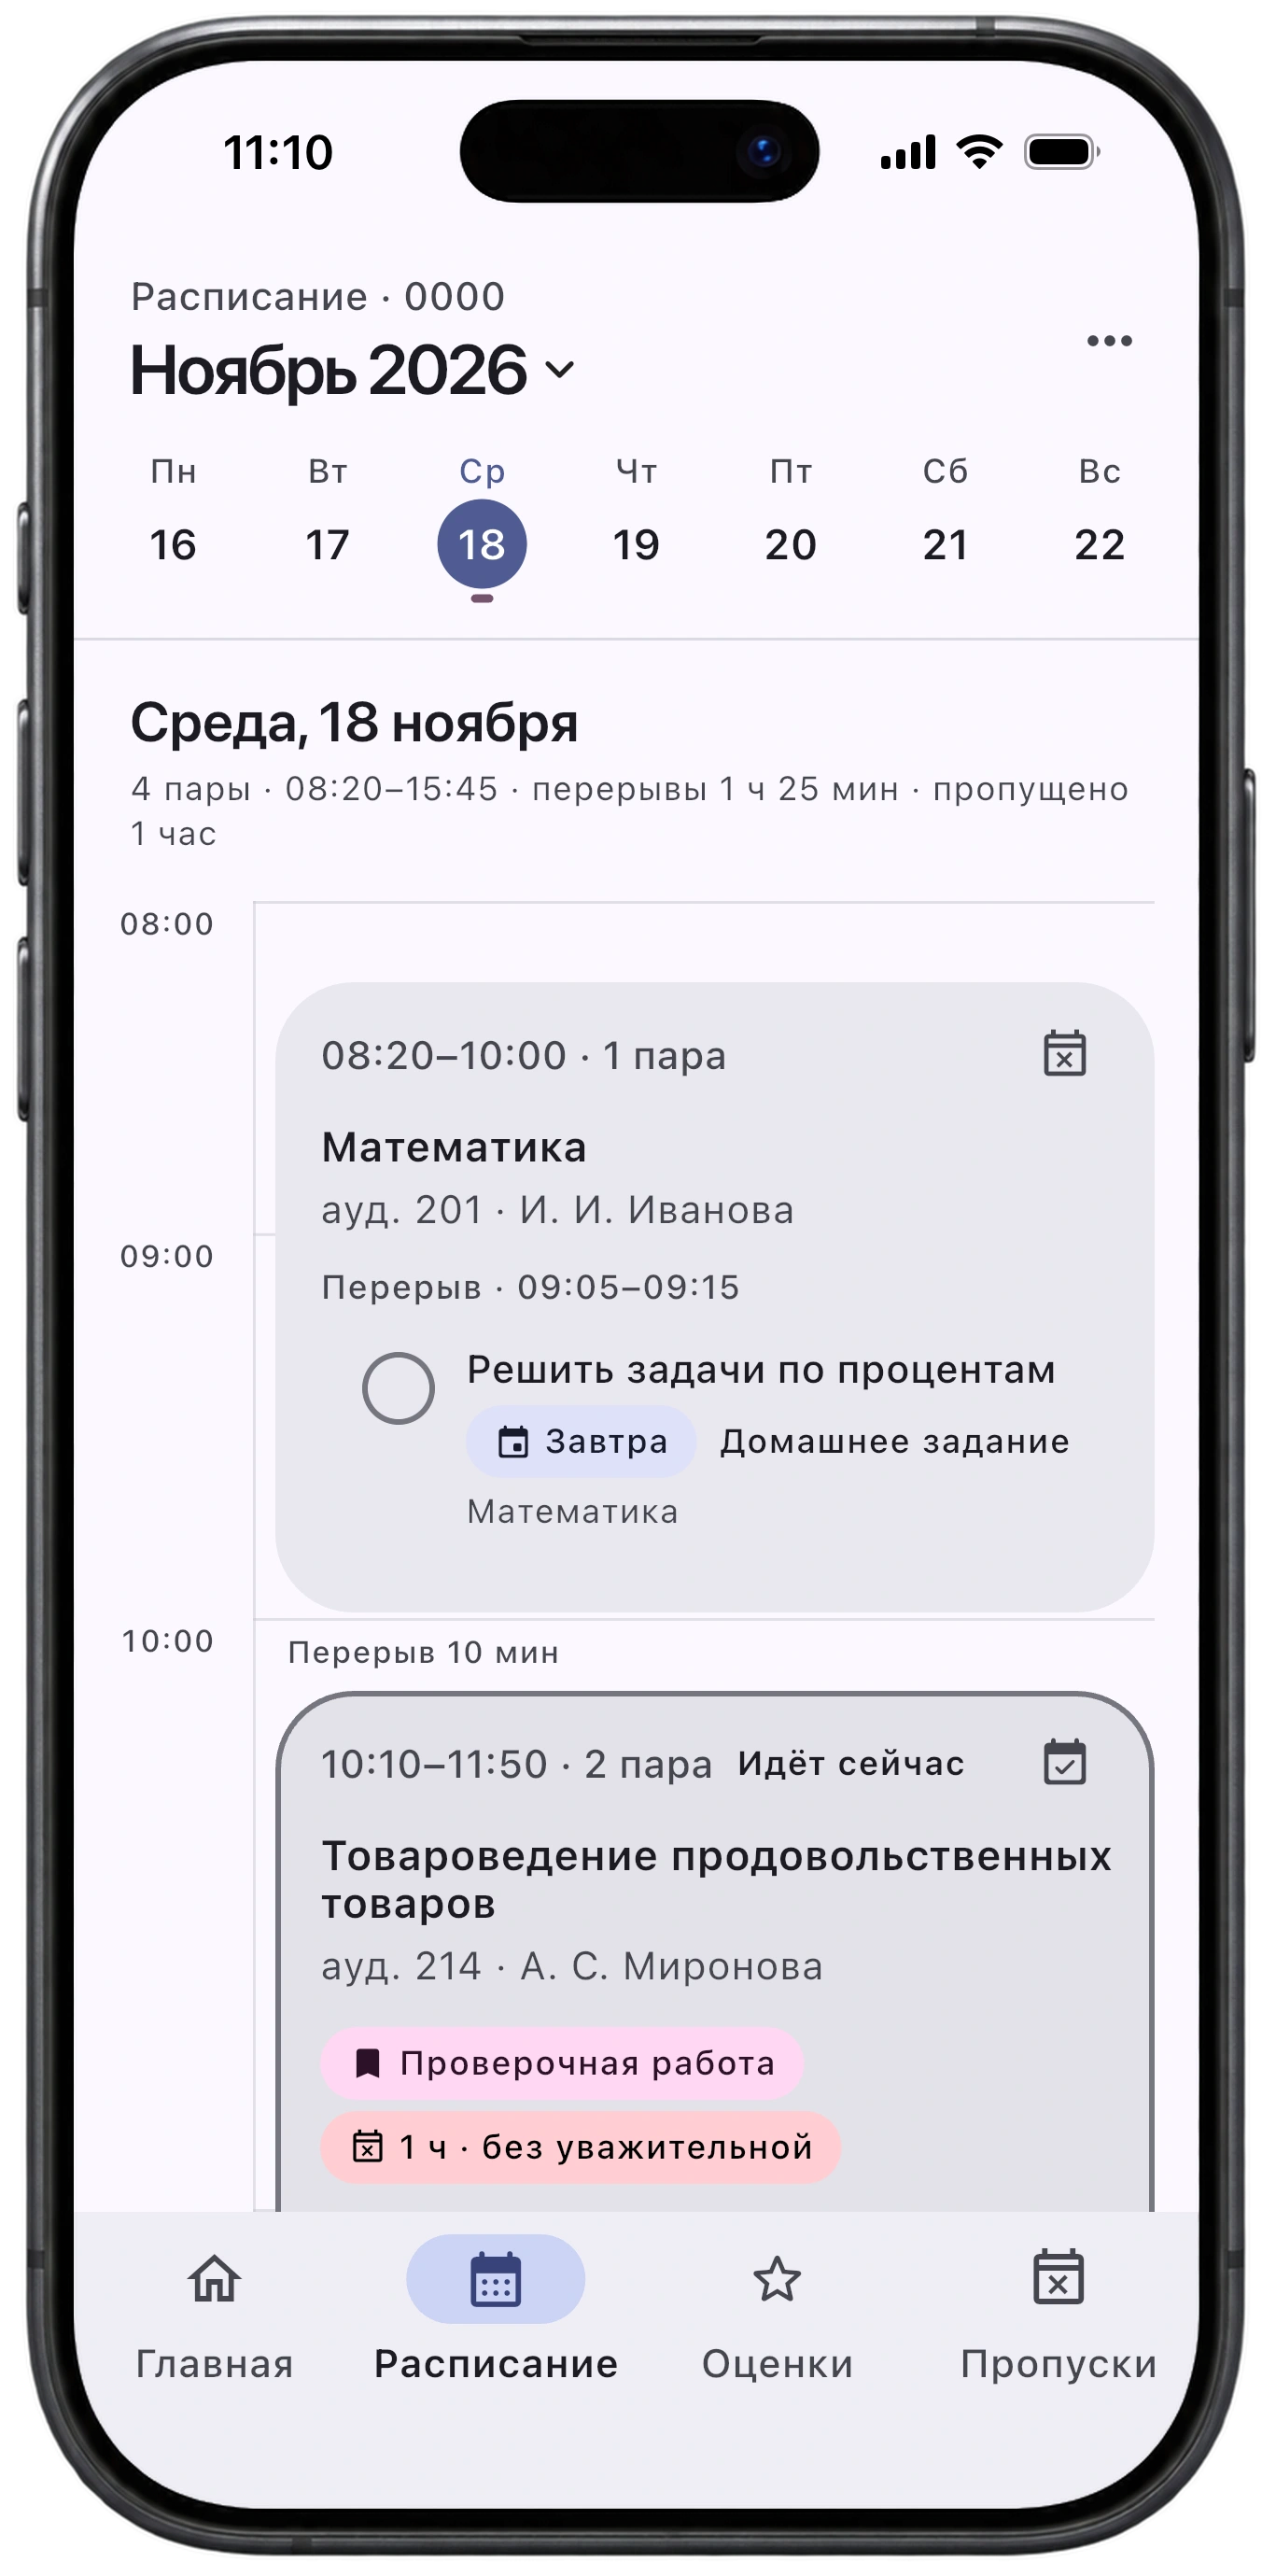 11:10
Расписание · 0000
Ноябрь 2026
Пн Вт Ср Чт Пт Сб Вс
16 17 18 19 20 21 22
Среда, 18 ноября
4 пары · 08:20–15:45 · перерывы 1 ч 25 мин · пропущено
1 час
08:00
08:20–10:00 · 1 пара
Математика
ауд. 201 · И. И. Иванова
09:00
Перерыв · 09:05–09:15
Решить задачи по процентам
Завтра Домашнее задание
Математика
10:00
Перерыв 10 мин
10:10–11:50 · 2 пара Идёт сейчас
Товароведение продовольственных
товаров
ауд. 214 · А. С. Миронова
Проверочная работа
1 ч · без уважительной
Главная Расписание Оценки Пропуски